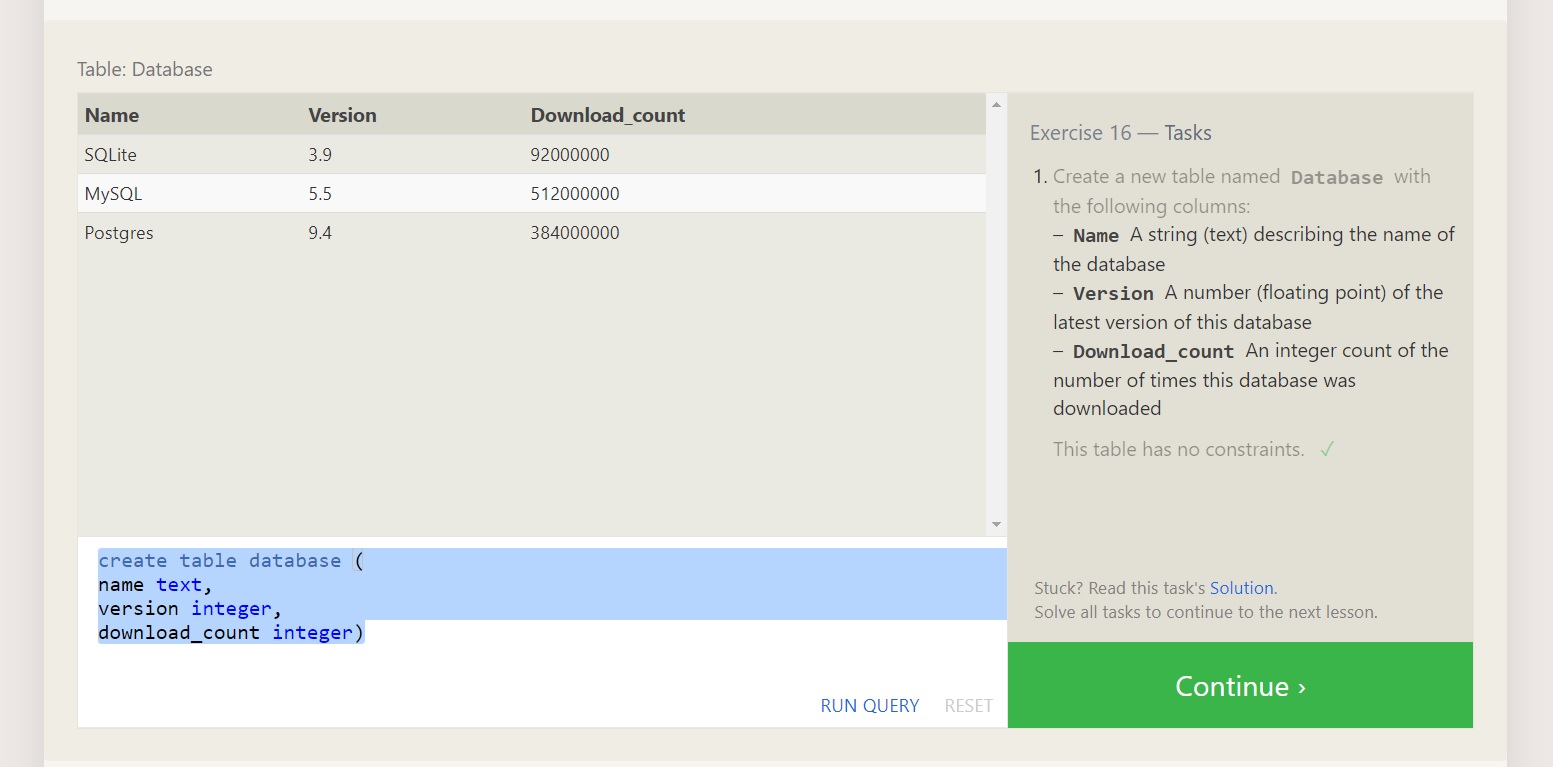 Table: Database
Name Version Download_count
SQLite 3.9 92000000
MySQL 5.5 512000000
Postgres 9.4 384000000
create table database (
name text,
version integer,
download_count integer)
RUN QUERY RESET
Exercise 16 — Tasks
1. Create a new table named Database with
the following columns:
– Name A string (text) describing the name of
the database
– Version A number (floating point) of the
latest version of this database
– Download_count An integer count of the
number of times this database was
downloaded
This table has no constraints. ✓
Stuck? Read this task's Solution.
Solve all tasks to continue to the next lesson.
Continue ›